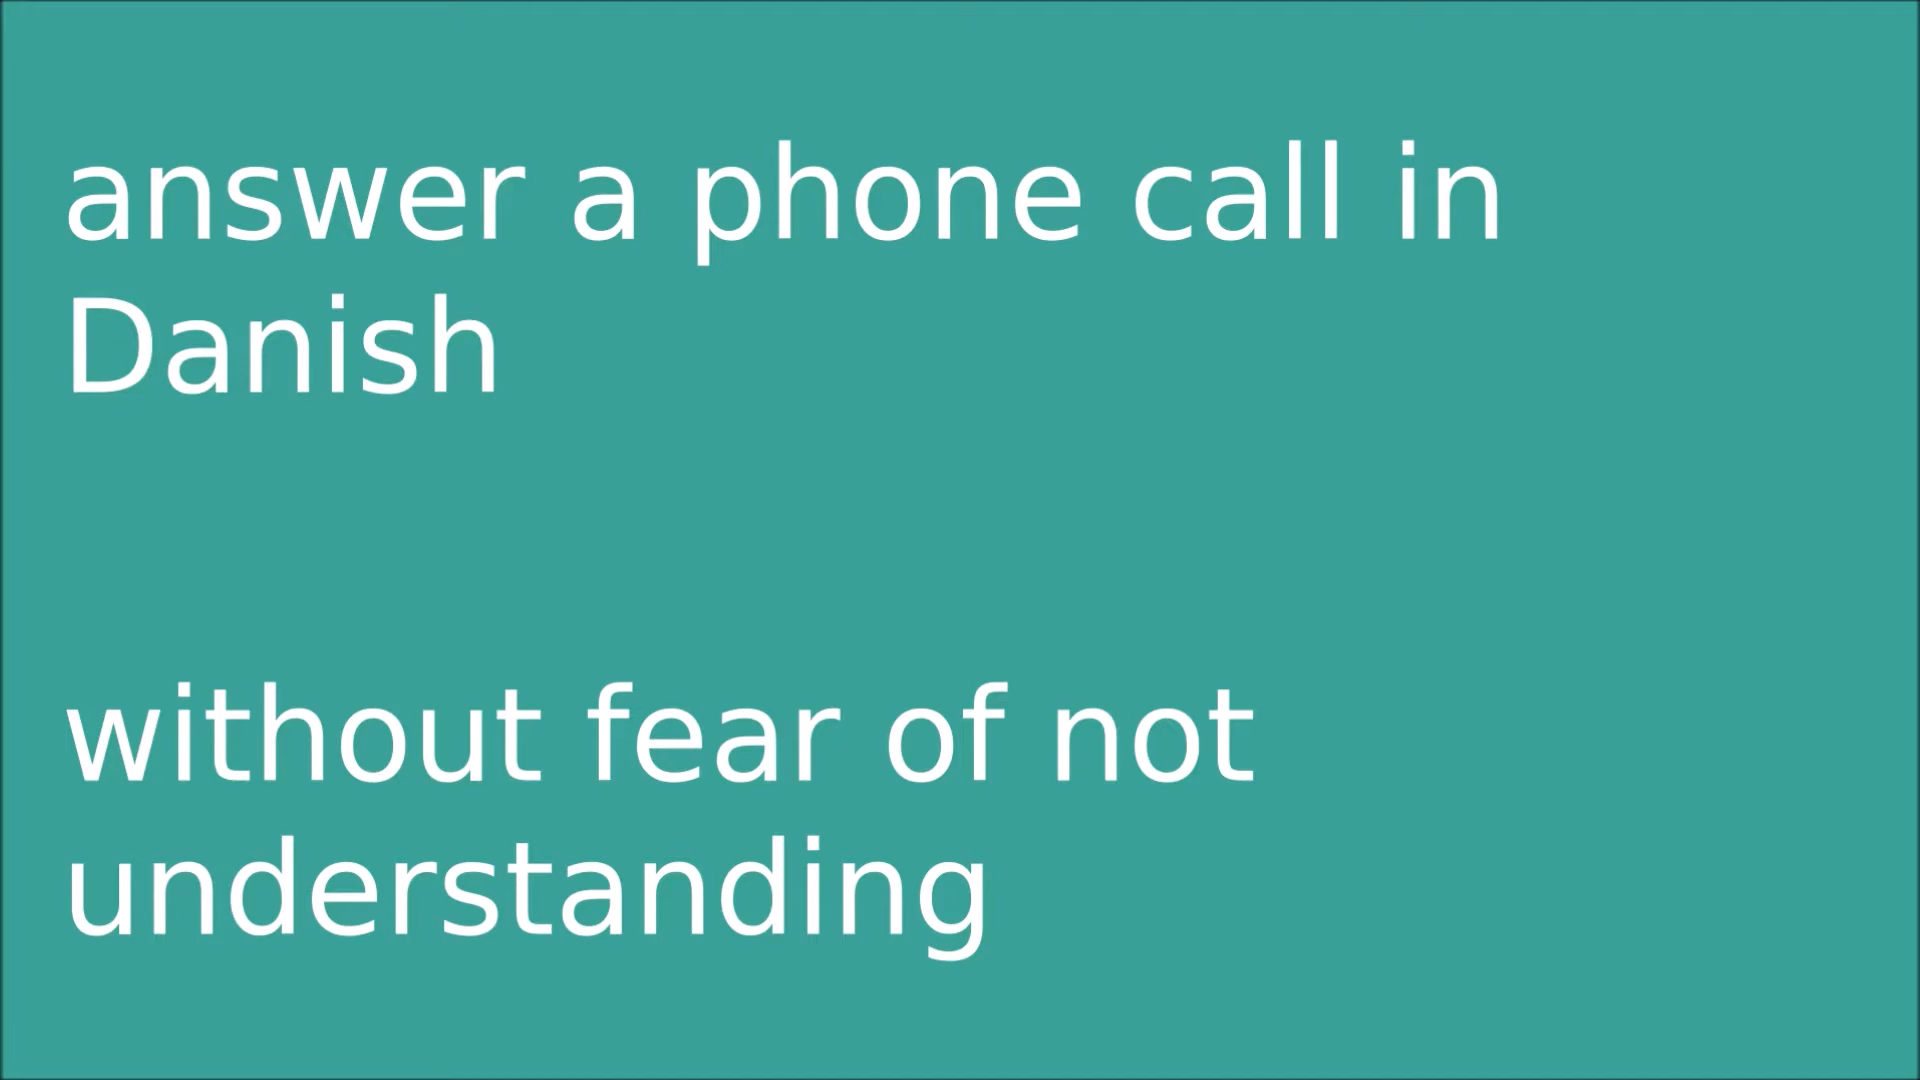 answer a phone call in
Danish
without fear of not
understanding